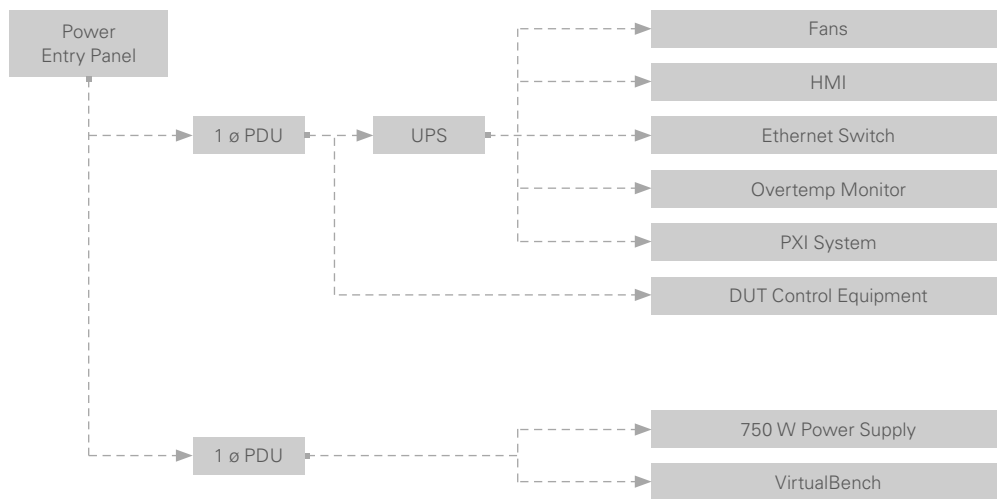 Power
Entry Panel
1 ø PDU
UPS
Fans
HMI
Ethernet Switch
Overtemp Monitor
PXI System
DUT Control Equipment
1 ø PDU
750 W Power Supply
VirtualBench